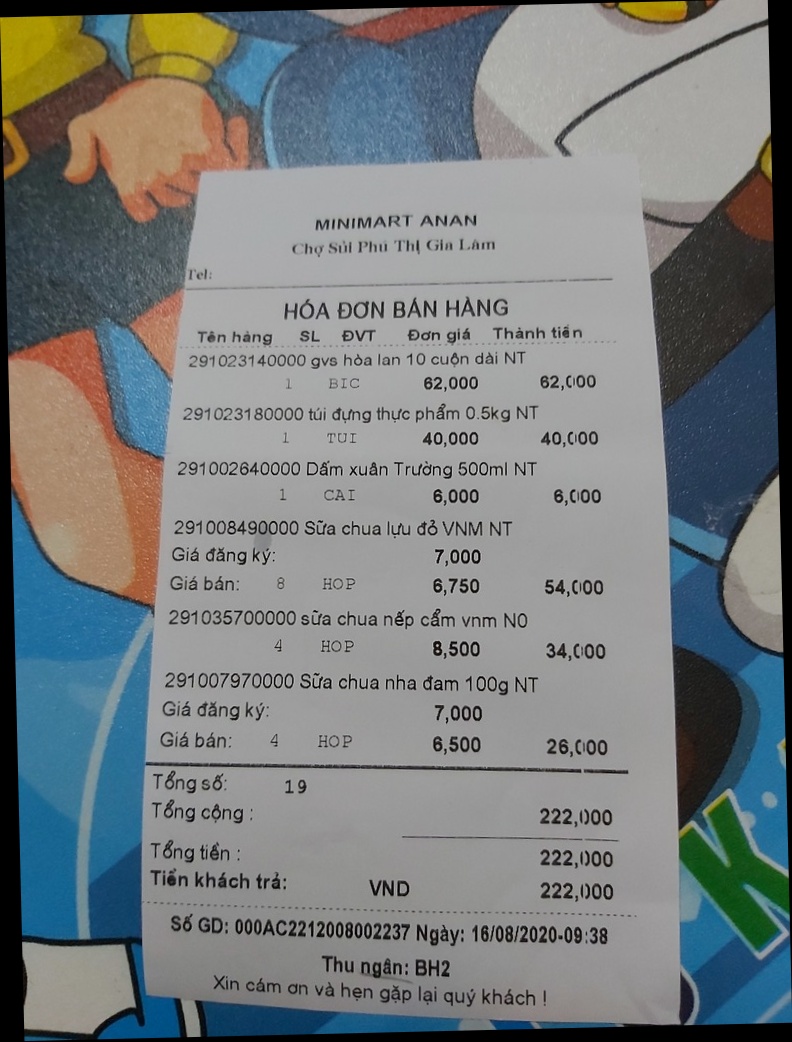 MINIMART ANAN
Chợ Sủi Phú Thị Gia Lâm
Tel:
HÓA ĐƠN BÁN HÀNG
Tên hàng SL ĐVT Đơn giá Thành tiền
291023140000 gvs hòa lan 10 cuộn dài NT
1 BIC 62,000 62,000
291023180000 túi đựng thực phẩm 0.5kg NT
1 TUI 40,000 40,000
291002640000 Dấm xuân Trường 500ml NT
1 CAI 6,000 6,000
291008490000 Sữa chua lựu đỏ VNM NT
Giá đăng ký: 7,000
Giá bán: 8 HOP 6,750 54,000
291035700000 sữa chua nếp cẩm vnm N0
4 HOP 8,500 34,000
291007970000 Sữa chua nha đam 100g NT
Giá đăng ký: 7,000
Giá bán: 4 HOP 6,500 26,000
Tổng số: 19
Tổng cộng : 222,000
Tổng tiền : 222,000
Tiền khách trả: VND 222,000
Số GD: 000AC2212008002237 Ngày: 16/08/2020-09:38
Thu ngân: BH2
Xin cám ơn và hẹn gặp lại quý khách !
K